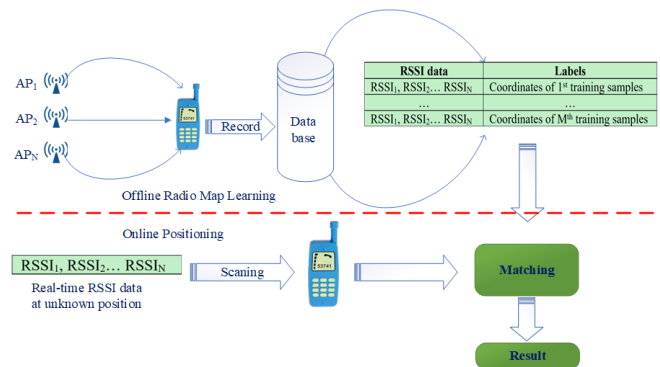 AP1
AP2
APN
53741
Record
Data
base
RSSI data Labels
RSSI1, RSSI2... RSSIN Coordinates of 1st training samples
... ...
RSSI1, RSSI2... RSSIN Coordinates of Mth training samples
Offline Radio Map Learning
Online Positioning
RSSI1, RSSI2... RSSIN
Real-time RSSI data
at unknown position
Scaning
53741
Matching
Result